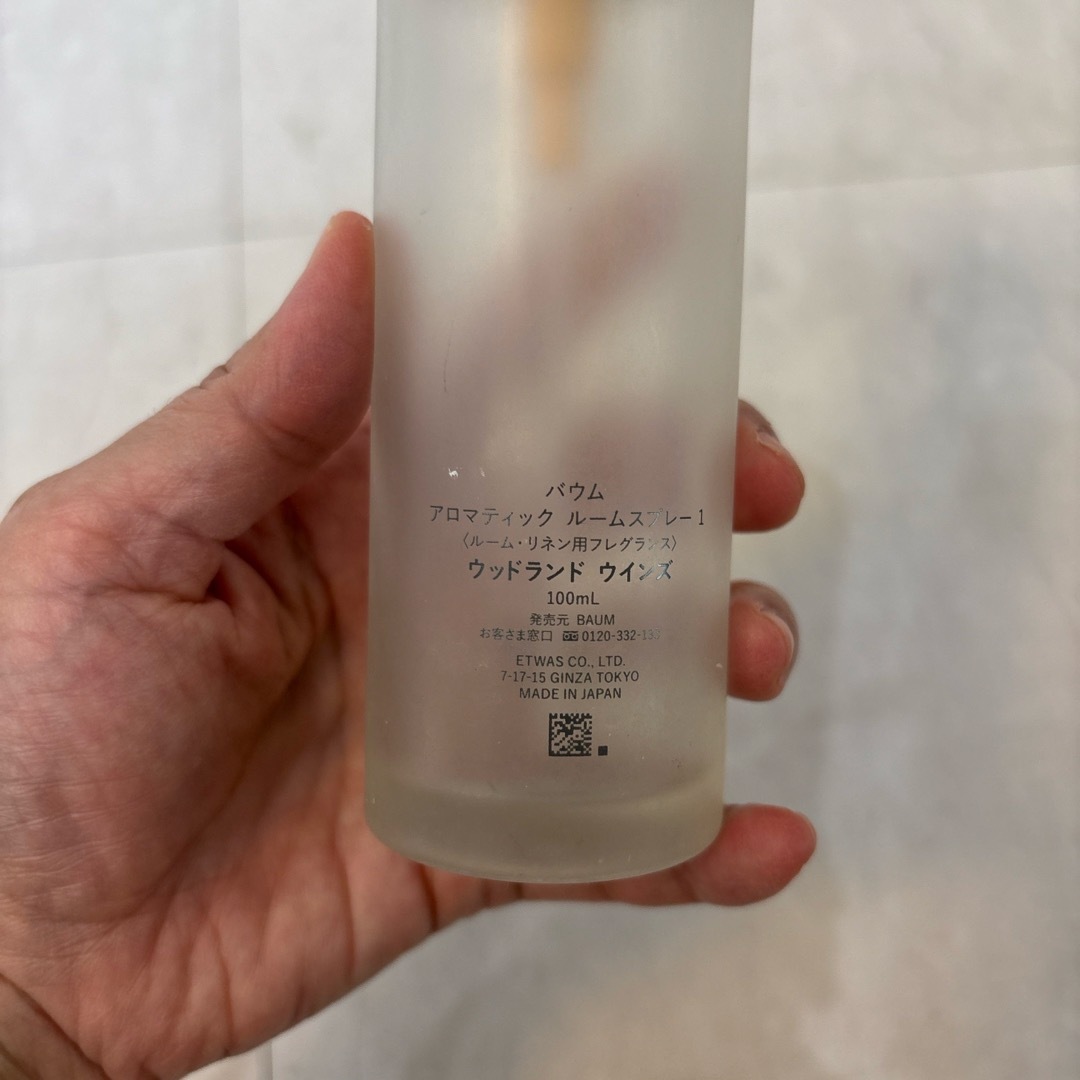 バウム
アロマティック ルームスプレー1
〈ルーム・リネン用フレグランス〉
ウッドランド ウインズ
100mL
発売元 BAUM
お客さま窓口
ETWAS CO., LTD.
7-17-15 GINZA TOKYO
MADE IN JAPAN